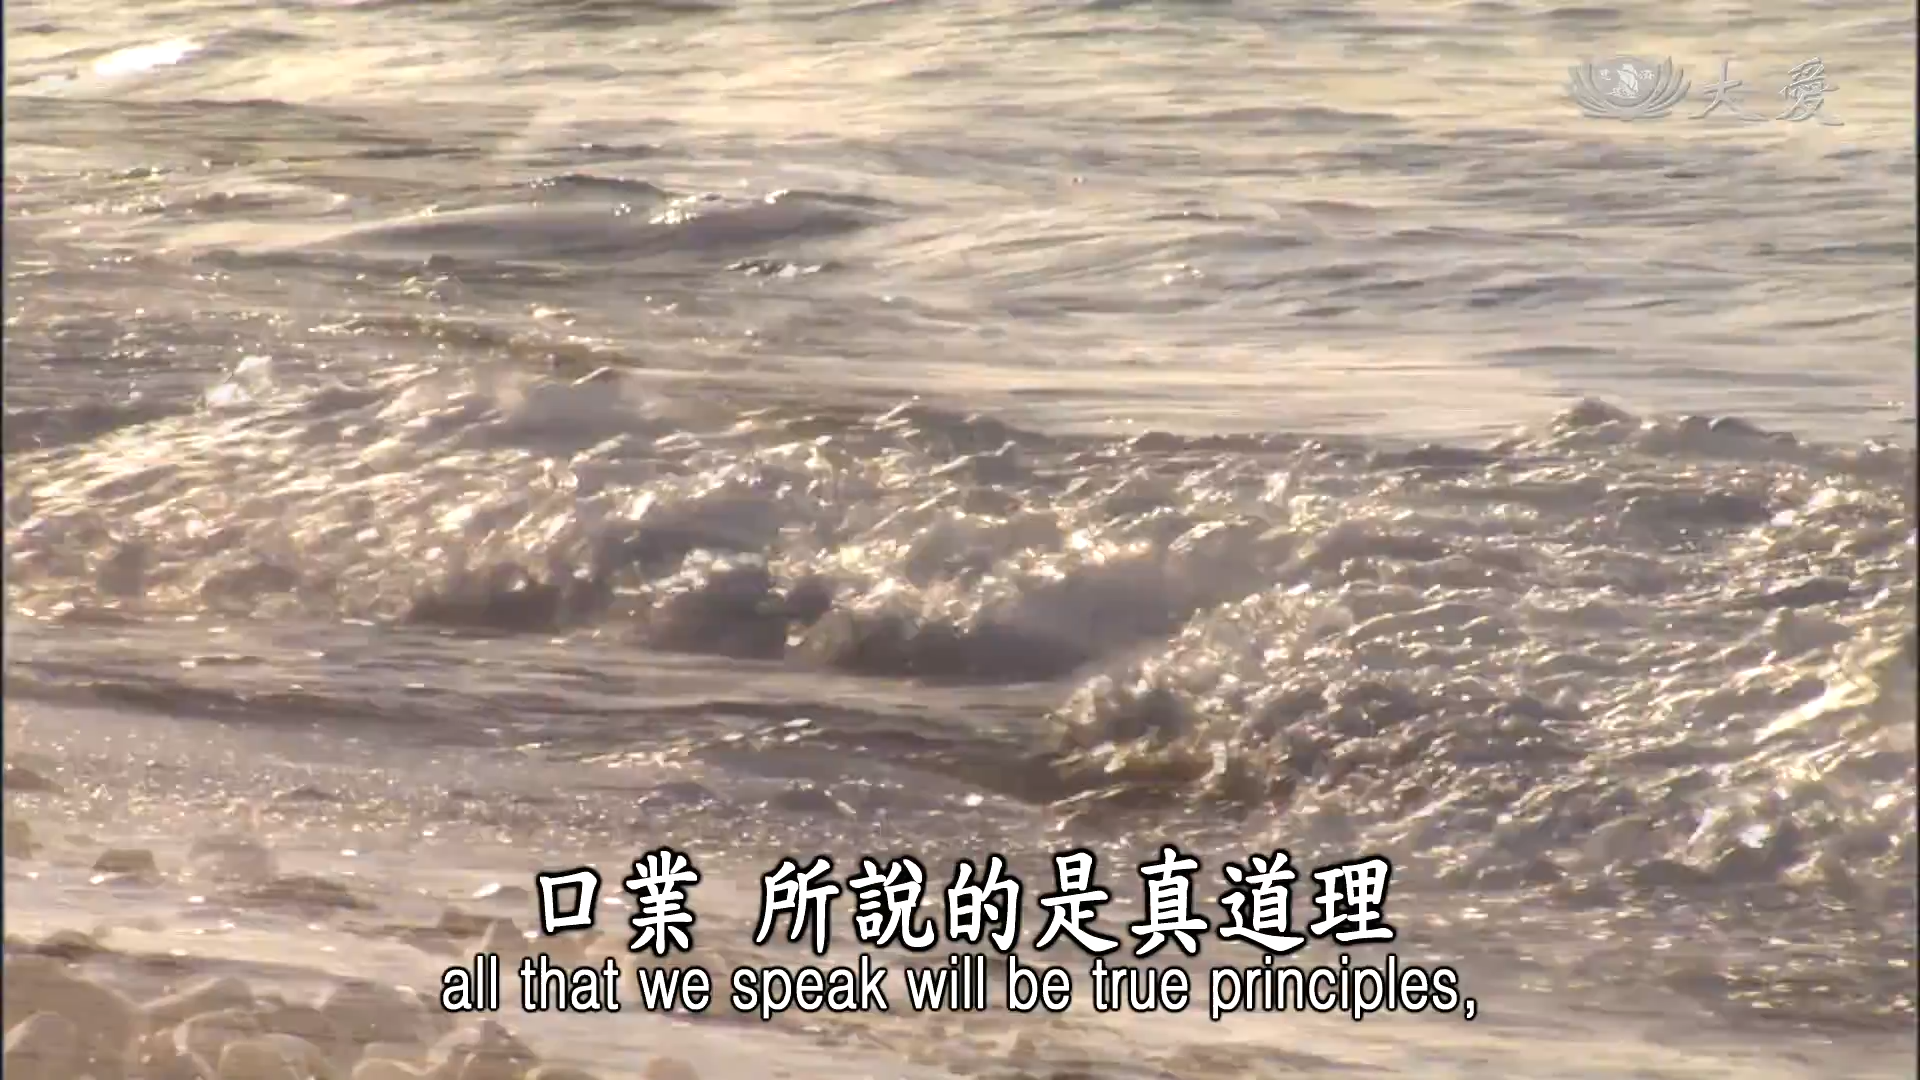 大愛
口業 所說的是真道理
all that we speak will be true principles,